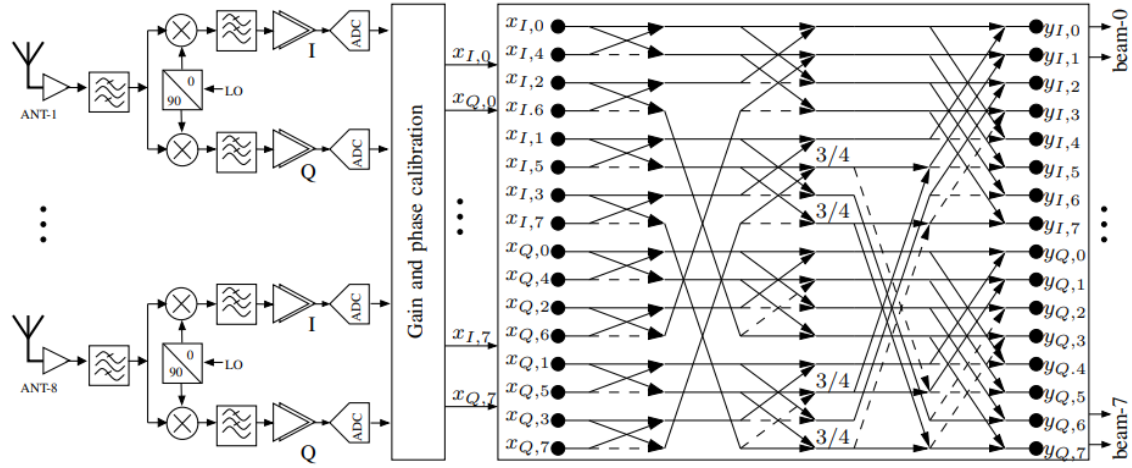 ANT-1
0
90
LO
I
Q
ADC
ADC
ANT-8
0
90
LO
I
Q
ADC
ADC
Gain and phase calibration
x_{I,0}
x_{Q,0}
x_{I,7}
x_{Q,7}
x_{I,0}
x_{I,4}
x_{I,2}
x_{I.6}
x_{I,1}
x_{I,5}
x_{I,3}
x_{I,7}
x_{Q,0}
x_{Q,4}
x_{Q,2}
x_{Q,6}
x_{Q,1}
x_{Q,5}
x_{Q,3}
x_{Q,7}
3/4
3/4
3/4
3/4
y_{I,0}
y_{I,1}
y_{I,2}
y_{I,3}
y_{I,4}
y_{I,5}
y_{I,6}
y_{I,7}
y_{Q,0}
y_{Q,1}
y_{Q,2}
y_{Q,3}
y_{Q,4}
y_{Q,5}
y_{Q,6}
y_{Q,7}
beam-0
beam-7